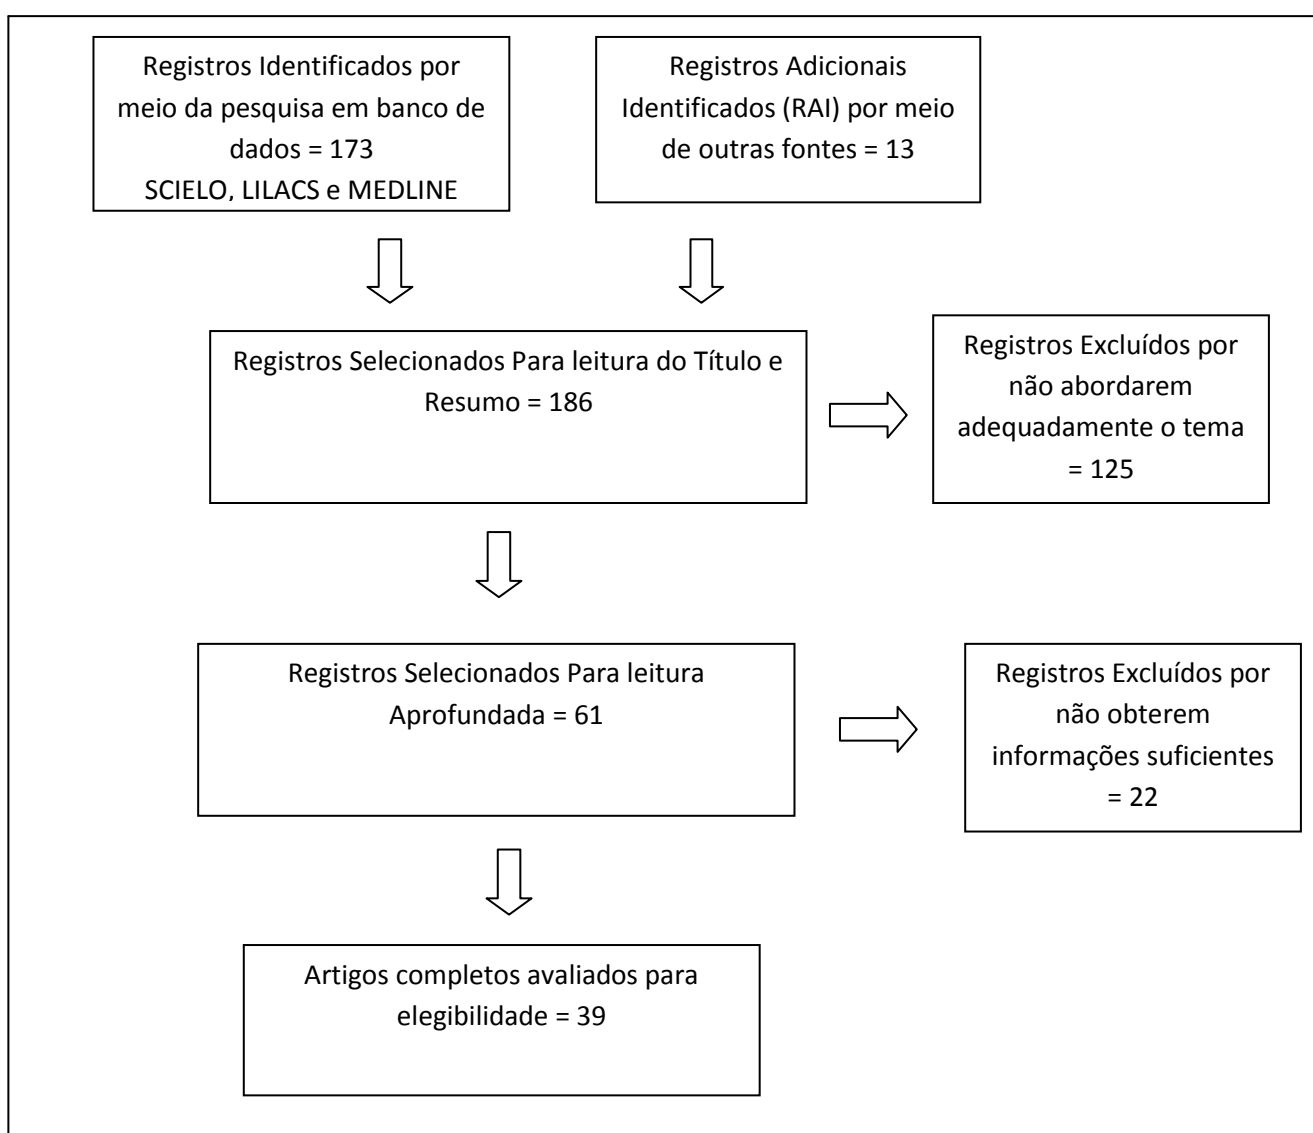 Registros Identificados por
meio da pesquisa em banco de
dados = 173
SCIELO, LILACS e MEDLINE
Registros Adicionais
Identificados (RAI) por meio
de outras fontes = 13
Registros Selecionados Para leitura do Título e
Resumo = 186
Registros Excluídos por
não abordarem
adequadamente o tema
= 125
Registros Selecionados Para leitura
Aprofundada = 61
Registros Excluídos por
não obterem
informações suficientes
= 22
Artigos completos avaliados para
elegibilidade = 39